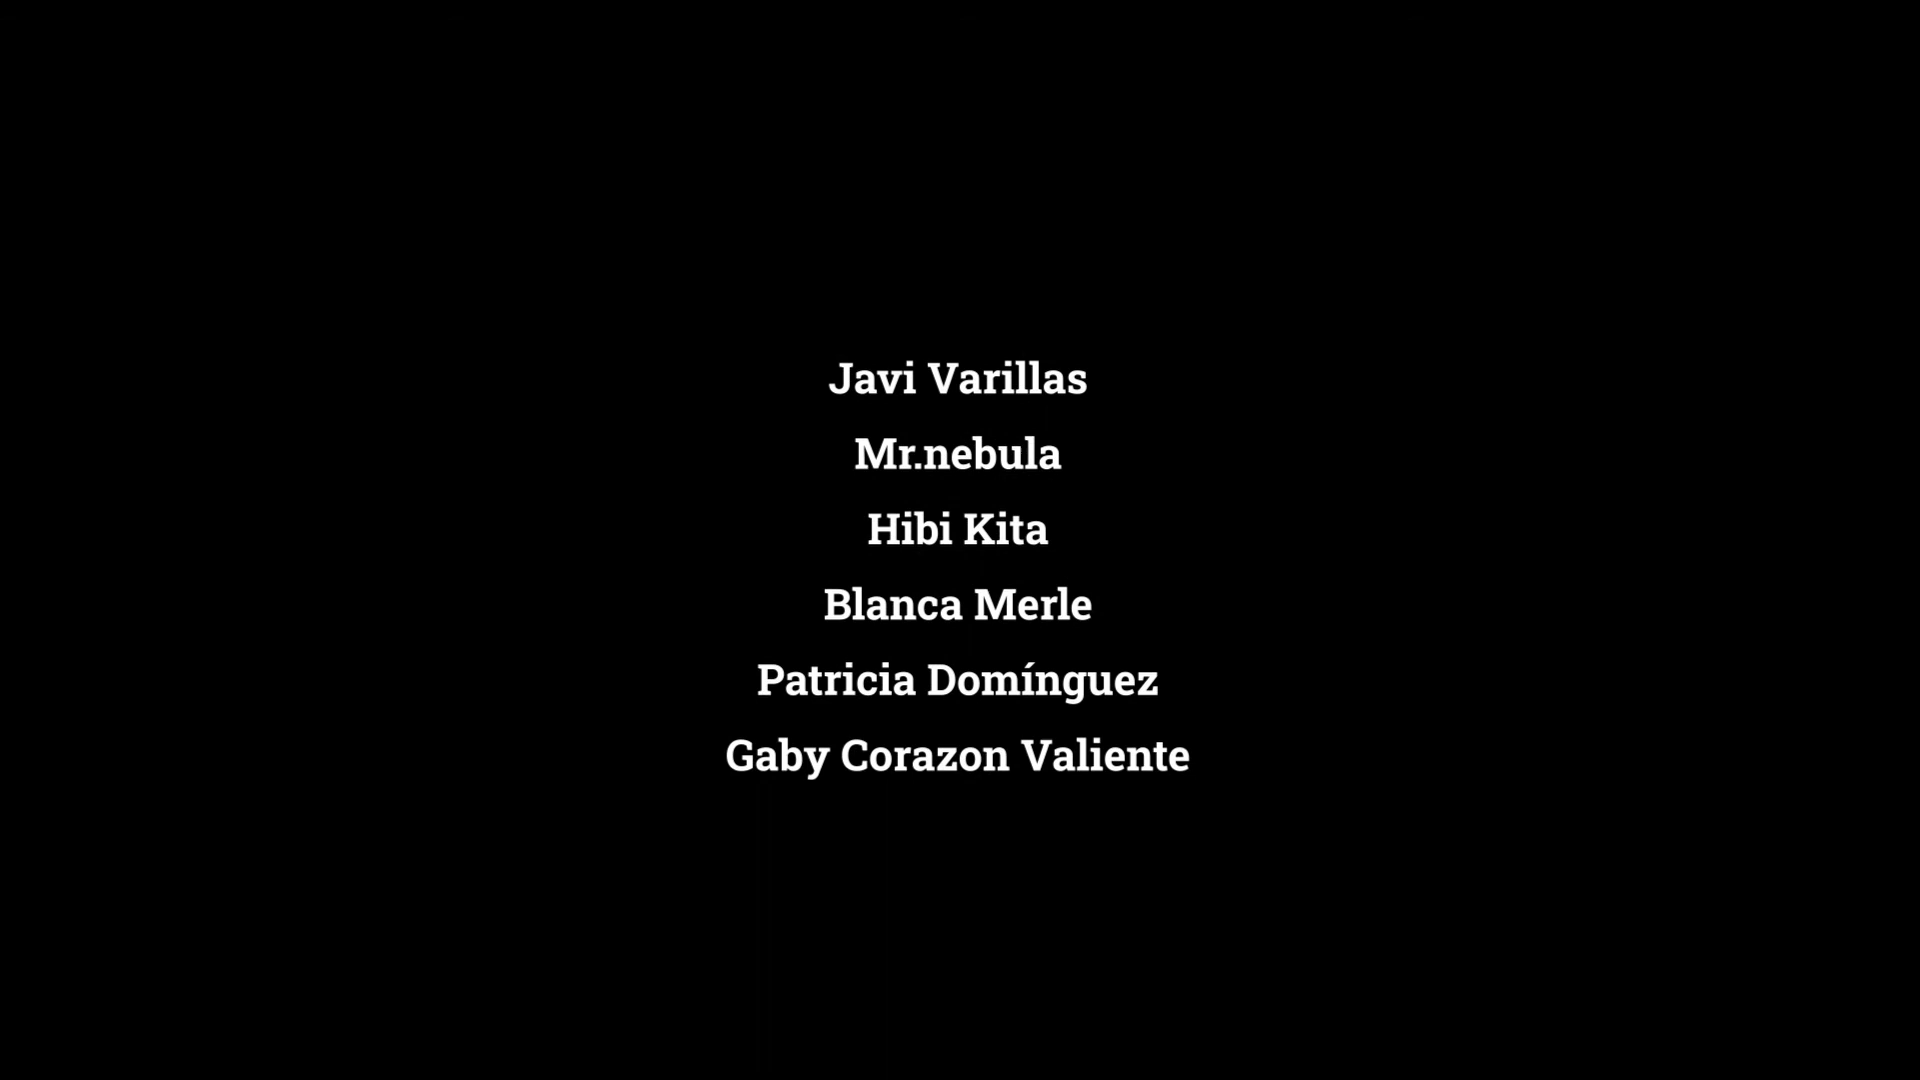 Javi Varillas
Mr.nebula
Hibi Kita
Blanca Merle
Patricia Domínguez
Gaby Corazon Valiente